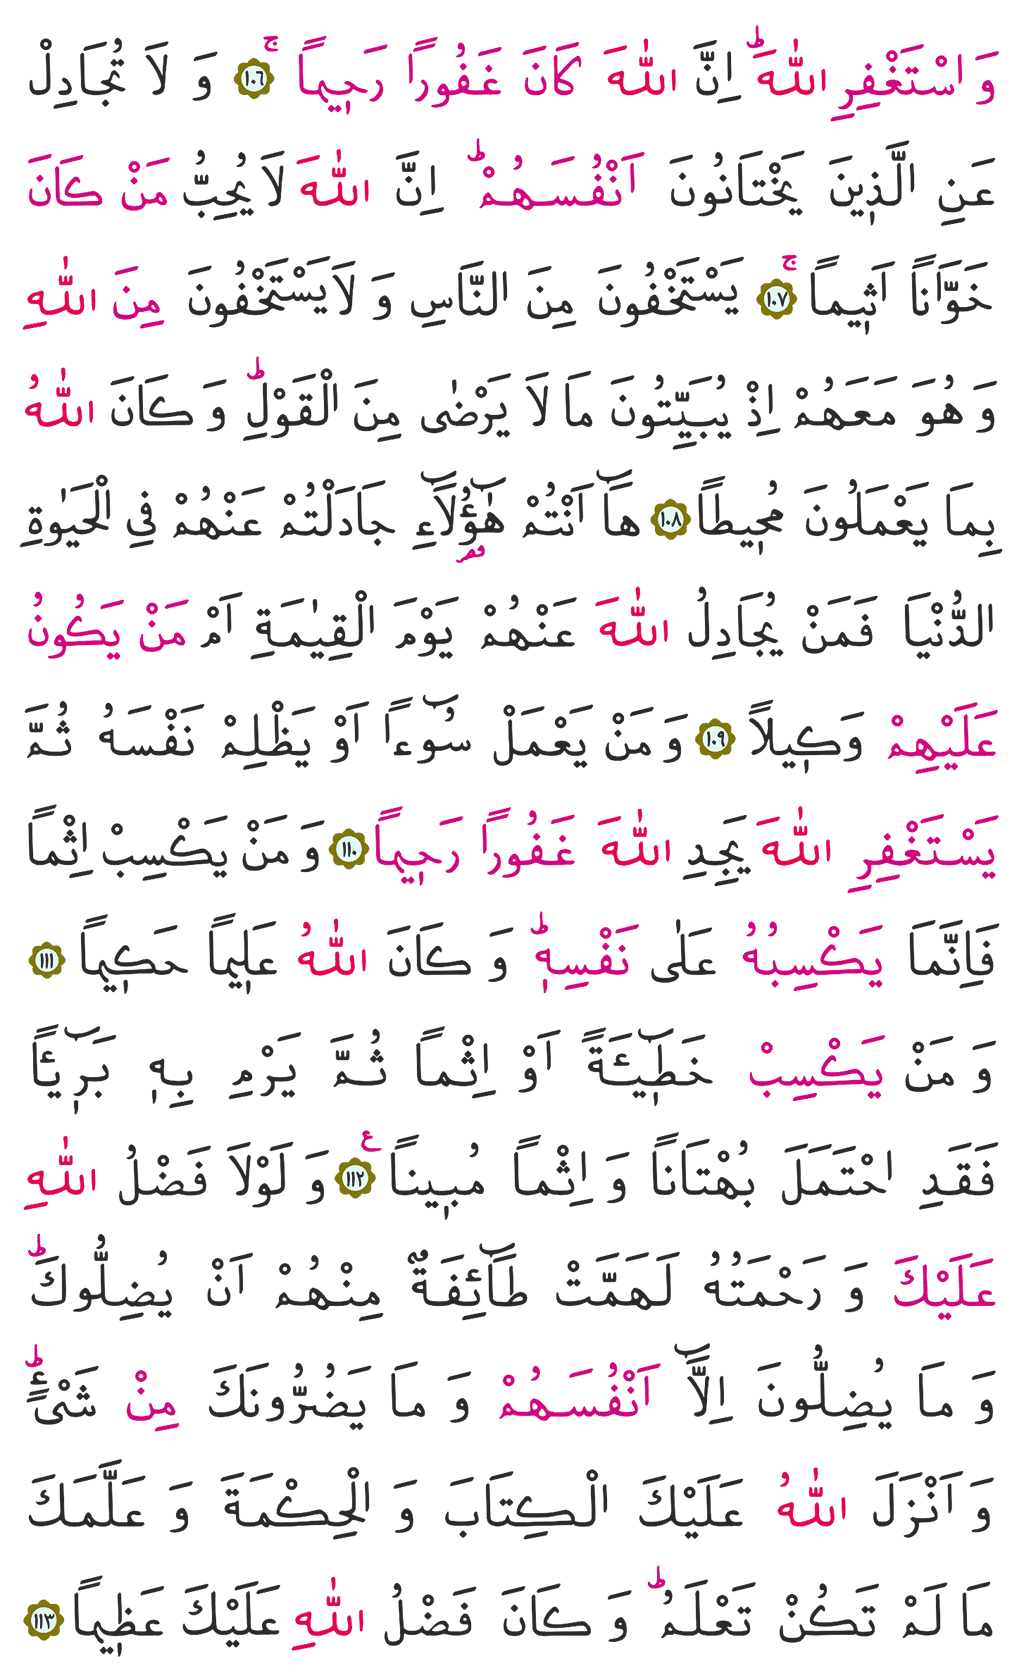 وَ اسْتَغْفِرِ اللّٰهَ ؕ اِنَّ اللّٰهَ كَانَ غَفُوراً رَحٖيماً ۚ ﴿١٠٦﴾ وَ لَا تُجَادِلْ
عَنِ الَّذٖينَ يَخْتَانُونَ اَنْفُسَهُمْ ؕ اِنَّ اللّٰهَ لَا يُحِبُّ مَنْ كَانَ
خَوَّاناً اَثٖيماً ۚ ﴿١٠٧﴾ يَسْتَخْفُونَ مِنَ النَّاسِ وَ لَا يَسْتَخْفُونَ مِنَ اللّٰهِ
وَ هُوَ مَعَهُمْ اِذْ يُبَيِّتُونَ مَا لَا يَرْضٰى مِنَ الْقَوْلِ ؕ وَ كَانَ اللّٰهُ
بِمَا يَعْمَلُونَ مُحٖيطاً ﴿١٠٨﴾ هَٓا اَنْتُمْ هٰٓؤُ۬لَٓاءِ جَادَلْتُمْ عَنْهُمْ فِي الْحَيٰوةِ
الدُّنْيَا فَمَنْ يُجَادِلُ اللّٰهَ عَنْهُمْ يَوْمَ الْقِيٰمَةِ اَمْ مَنْ يَكُونُ
عَلَيْهِمْ وَكٖيلاً ﴿١٠٩﴾ وَ مَنْ يَعْمَلْ سُٓوءاً اَوْ يَظْلِمْ نَفْسَهُ ثُمَّ
يَسْتَغْفِرِ اللّٰهَ يَجِدِ اللّٰهَ غَفُوراً رَحٖيماً ﴿١١٠﴾ وَ مَنْ يَكْسِبْ اِثْماً
فَاِنَّمَا يَكْسِبُهُ عَلٰى نَفْسِهٖ ؕ وَ كَانَ اللّٰهُ عَلٖيماً حَكٖيماً ﴿١١١﴾
وَ مَنْ يَكْسِبْ خَطٖٓيـَٔةً اَوْ اِثْماً ثُمَّ يَرْمِ بِهٖ بَرٖٓيـٔاً
فَقَدِ احْتَمَلَ بُهْتَاناً وَ اِثْماً مُبٖيناً ࣖ ﴿١١٢﴾ وَ لَوْلَا فَضْلُ اللّٰهِ
عَلَيْكَ وَ رَحْمَتُهُ لَهَمَّتْ طَٓائِفَةٌ مِنْهُمْ اَنْ يُضِلُّوكَ ؕ
وَ مَا يُضِلُّونَ اِلَّٓا اَنْفُسَهُمْ وَ مَا يَضُرُّونَكَ مِنْ شَيْءٍ ؕ
وَ اَنْزَلَ اللّٰهُ عَلَيْكَ الْكِتَابَ وَ الْحِكْمَةَ وَ عَلَّمَكَ
مَا لَمْ تَكُنْ تَعْلَمُ ؕ وَ كَانَ فَضْلُ اللّٰهِ عَلَيْكَ عَظٖيماً ﴿١١٣﴾